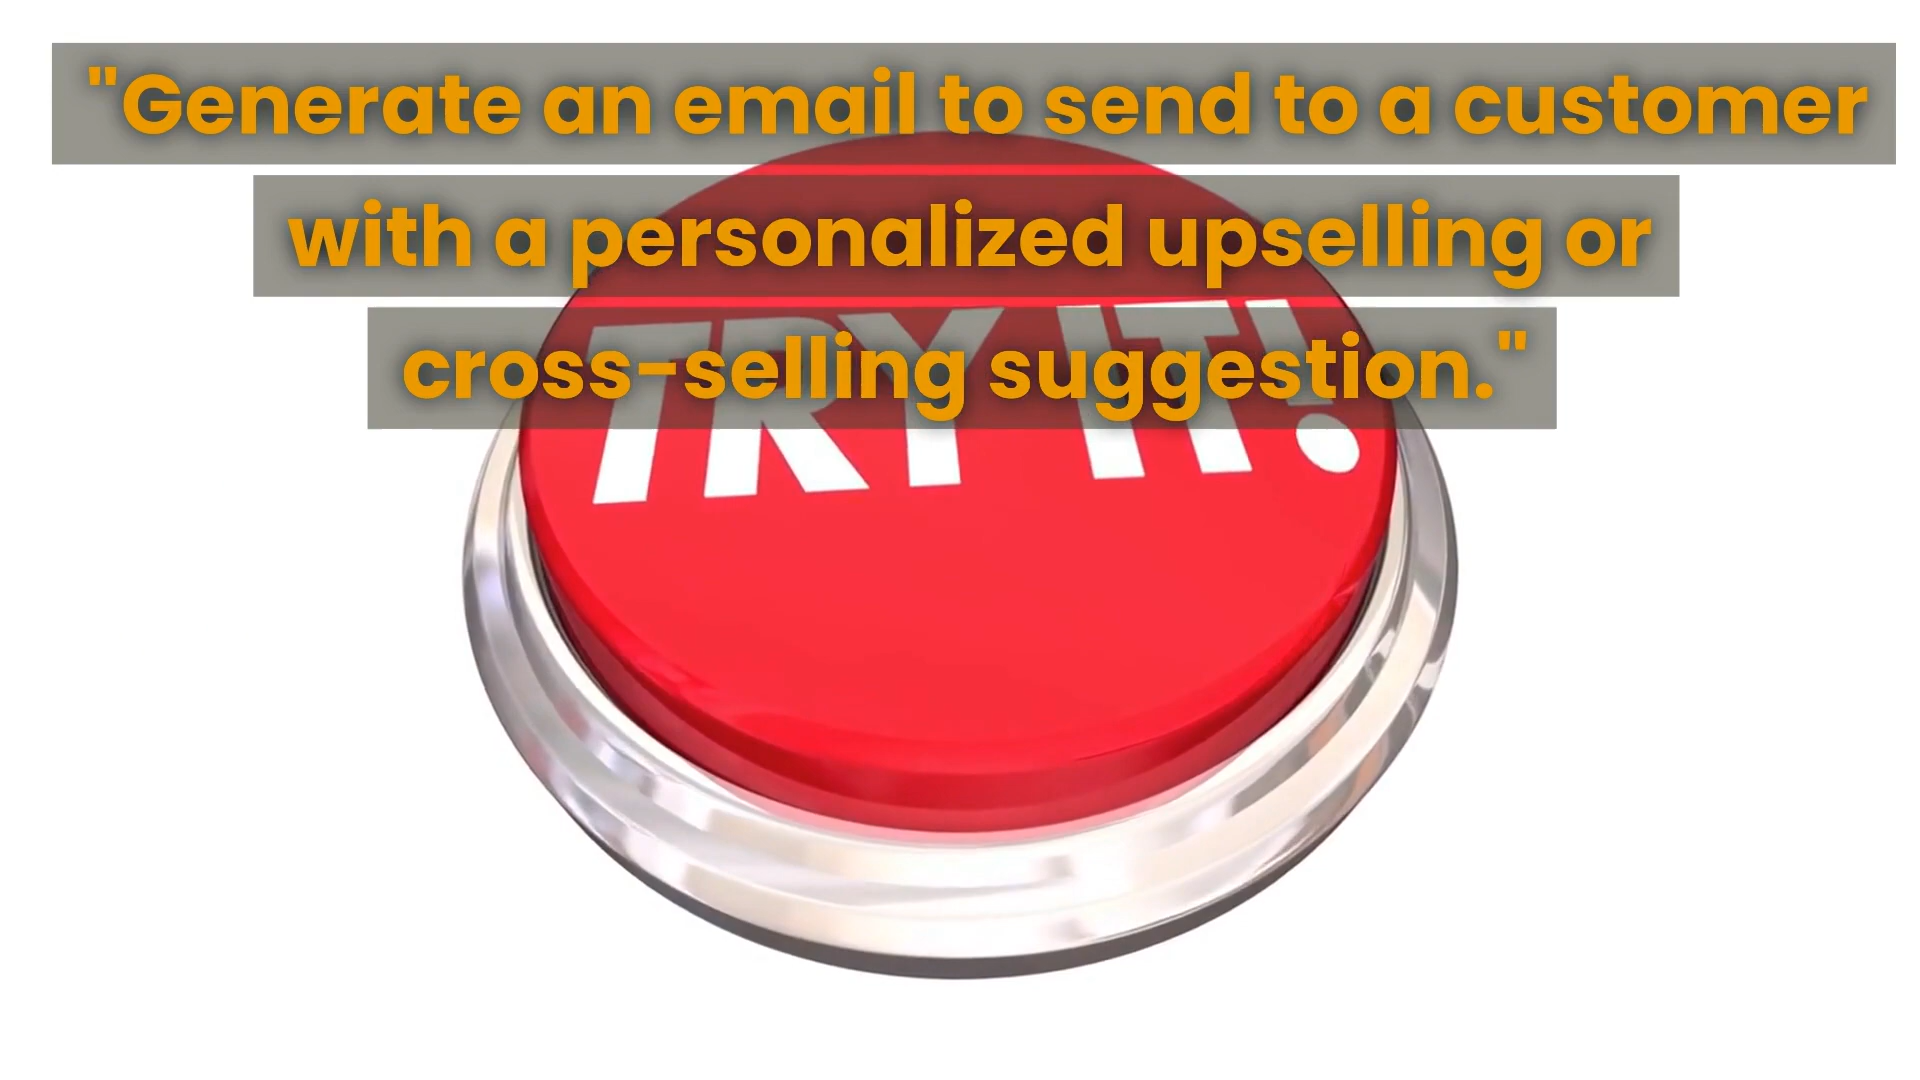 "Generate an email to send to a customer
with a personalized upselling or
cross-selling suggestion."
TRY IT!